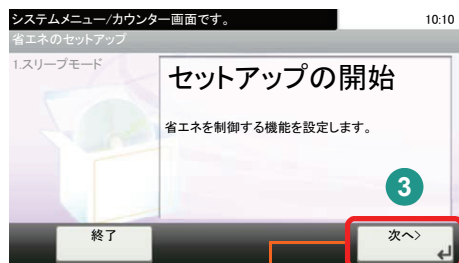 システムメニュー/カウンター画面です。 10:10
省エネのセットアップ
1.スリープモード
セットアップの開始
省エネを制御する機能を設定します。
3
終了
次へ>